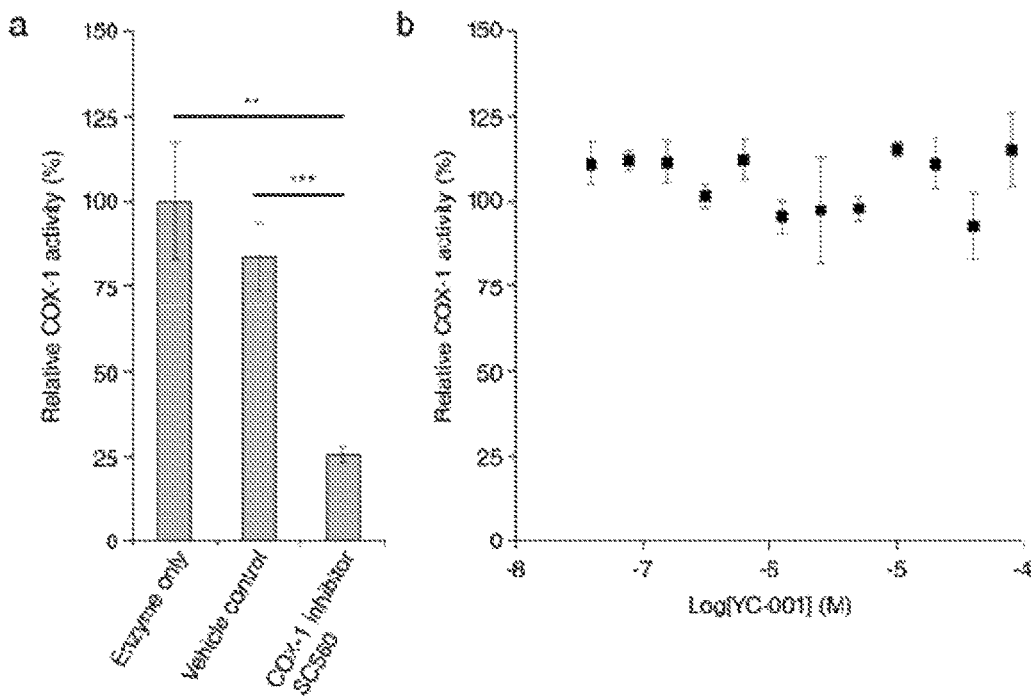 a
150
125
100
75
50
25
0
Relative COX-1 activity (%)
**
***
Enzyme only
Vehicle control
COX-1 inhibitor
SC560
b
150
125
100
75
50
25
0
Relative COX-1 activity (%)
-8
-7
-6
-5
-4
Log[YC-001] (M)